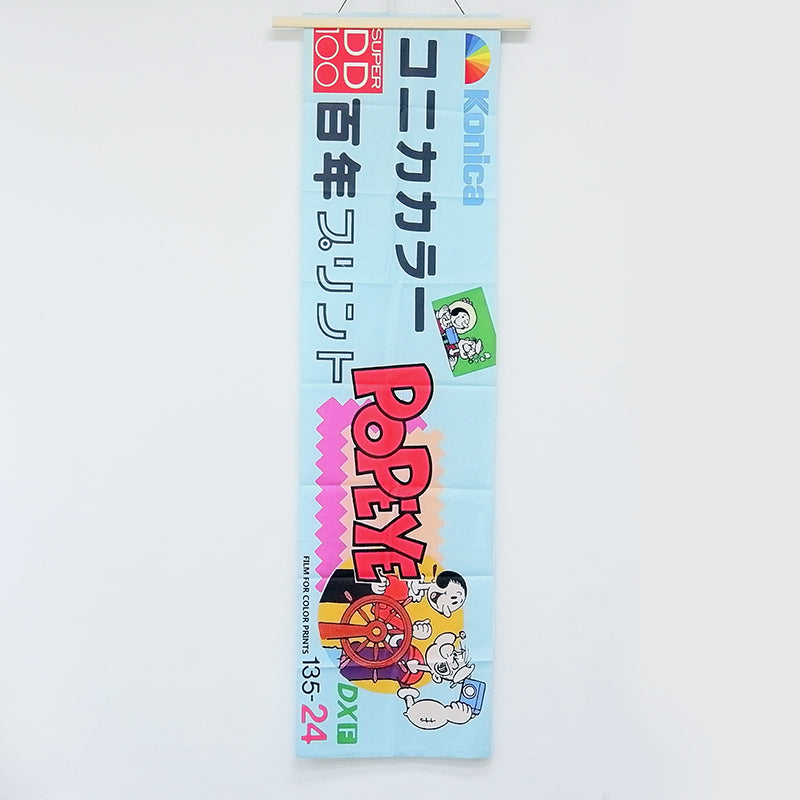 Konica
コニカカラー
SUPER
DD
100
百年プリント
POPEYE
FILM FOR COLOR PRINTS
135-24
DX F